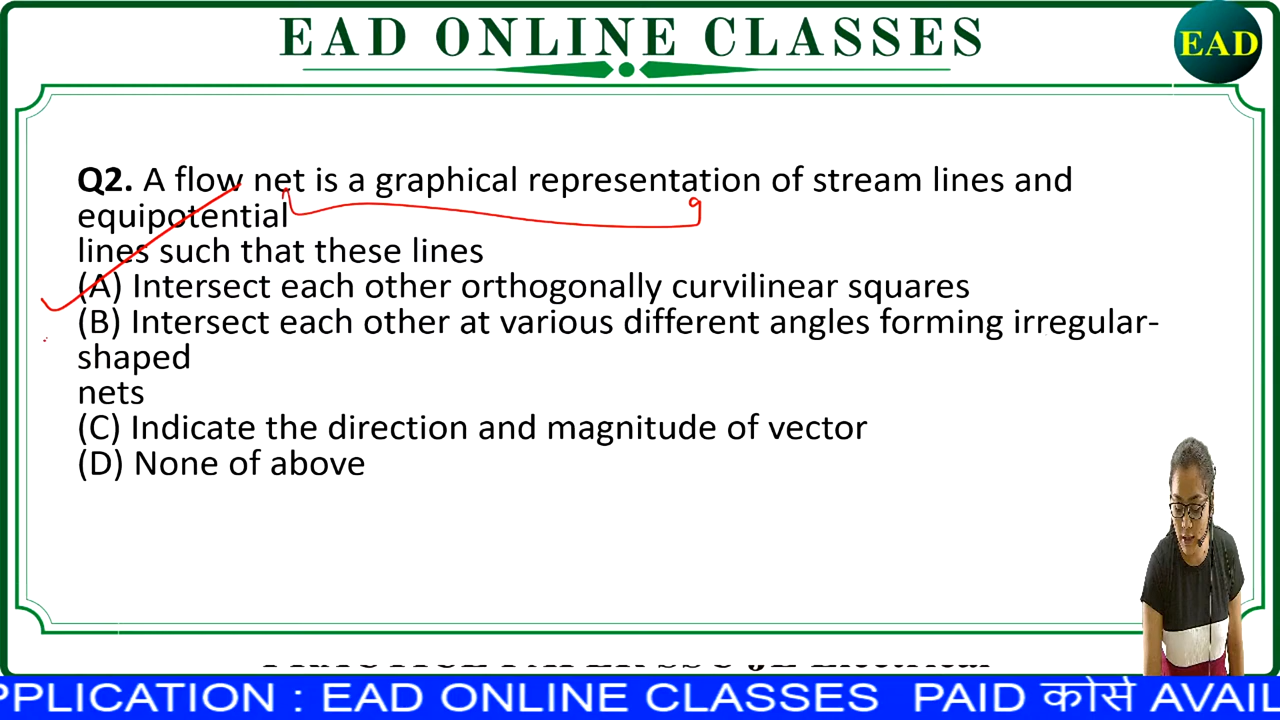 EAD ONLINE CLASSES
EAD
Q2. A flow net is a graphical representation of stream lines and
equipotential
lines such that these lines
(A) Intersect each other orthogonally curvilinear squares
(B) Intersect each other at various different angles forming irregular-
shaped
nets
(C) Indicate the direction and magnitude of vector
(D) None of above
PPLICATION : EAD ONLINE CLASSES PAID कोर्स AVAIL